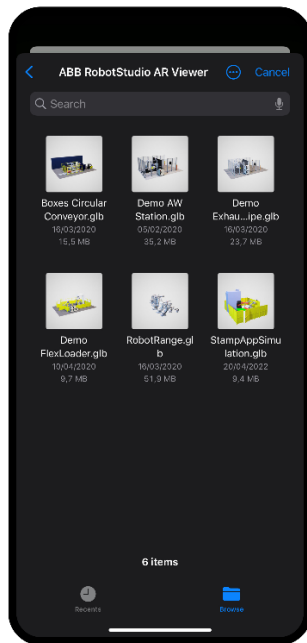 ABB RobotStudio AR Viewer
Cancel
Search
Boxes Circular
Conveyor.glb
16/03/2020
15,5 MB
Demo AW
Station.glb
05/02/2020
35,2 MB
Demo
Exhau...ipe.glb
16/03/2020
23,7 MB
Demo
FlexLoader.glb
10/04/2020
9,7 MB
RobotRange.gl
b
16/03/2020
51,9 MB
StampAppSimu
lation.glb
20/04/2022
9,4 MB
6 items
Recents
Browse